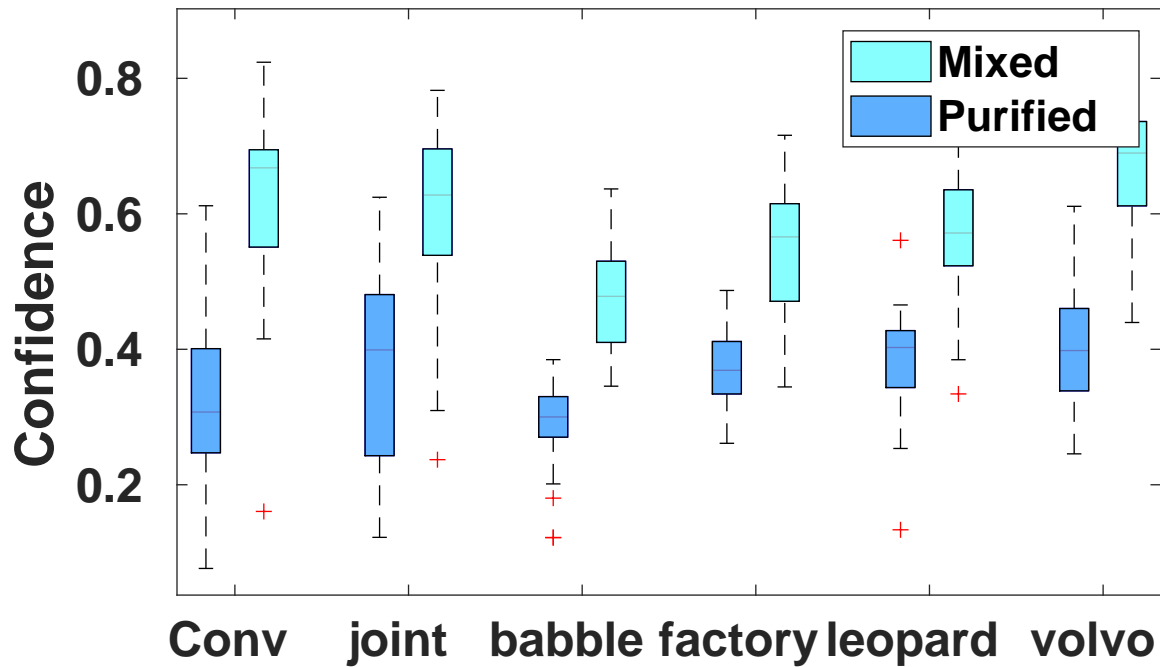 Mixed
Purified
0.8
0.6
0.4
0.2
Confidence
Conv joint babble factory leopard volvo